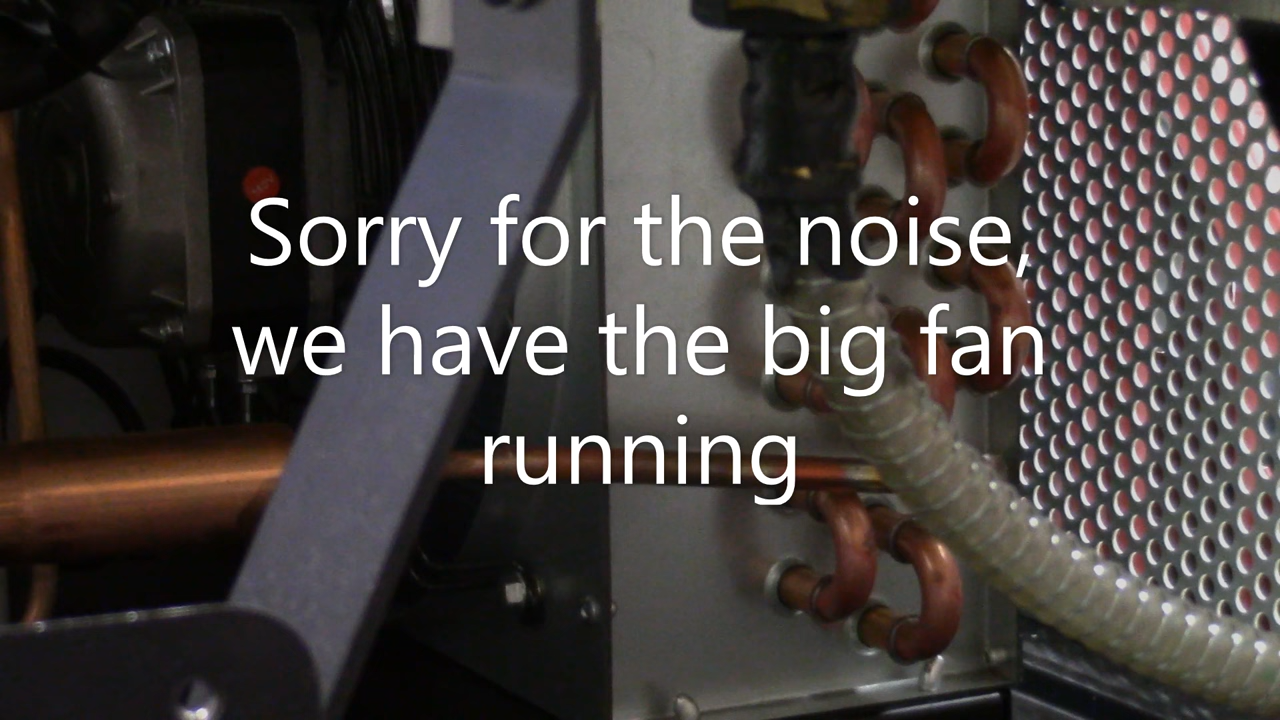 Sorry for the noise,
we have the big fan
running